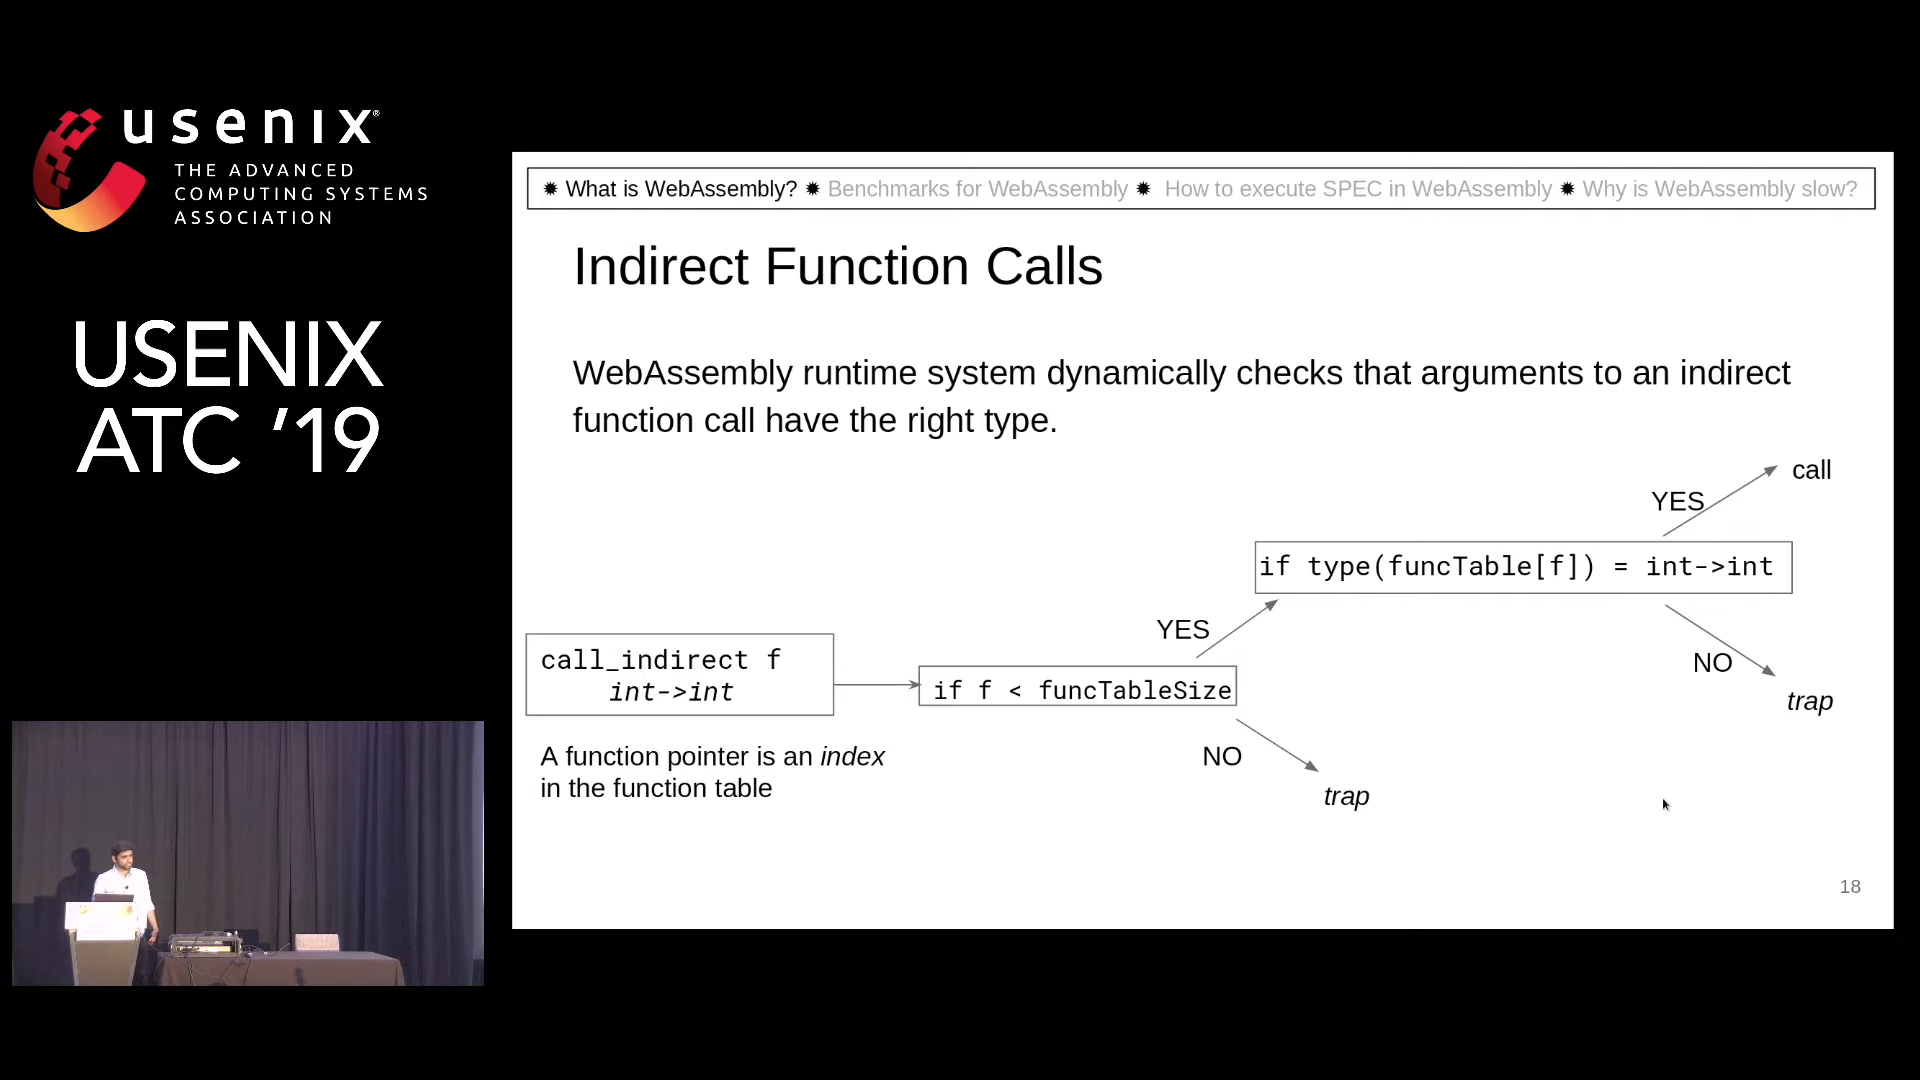 usenix®
THE ADVANCED
COMPUTING SYSTEMS
ASSOCIATION
USENIX
ATC '19
✹ What is WebAssembly? ✹ Benchmarks for WebAssembly ✹ How to execute SPEC in WebAssembly ✹ Why is WebAssembly slow?
Indirect Function Calls
WebAssembly runtime system dynamically checks that arguments to an indirect
function call have the right type.
call
YES
if type(funcTable[f]) = int->int
YES
NO
call_indirect f
int->int
if f < funcTableSize
trap
A function pointer is an index
in the function table
NO
trap
18